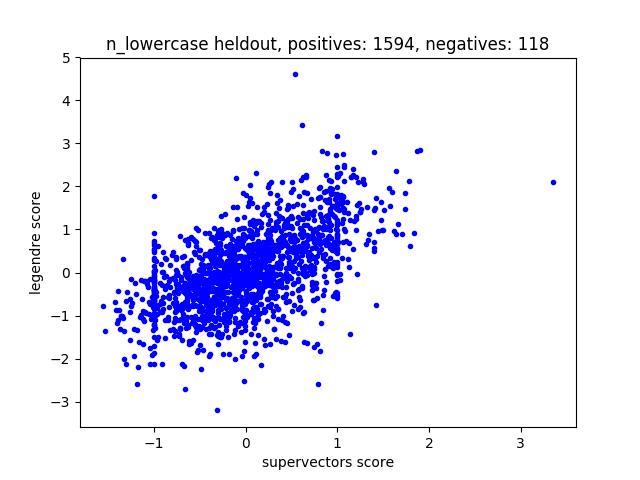 n_lowercase heldout, positives: 1594, negatives: 118
5
4
3
2
1
0
−1
−2
−3
legendre score
−1 0 1 2 3
supervectors score